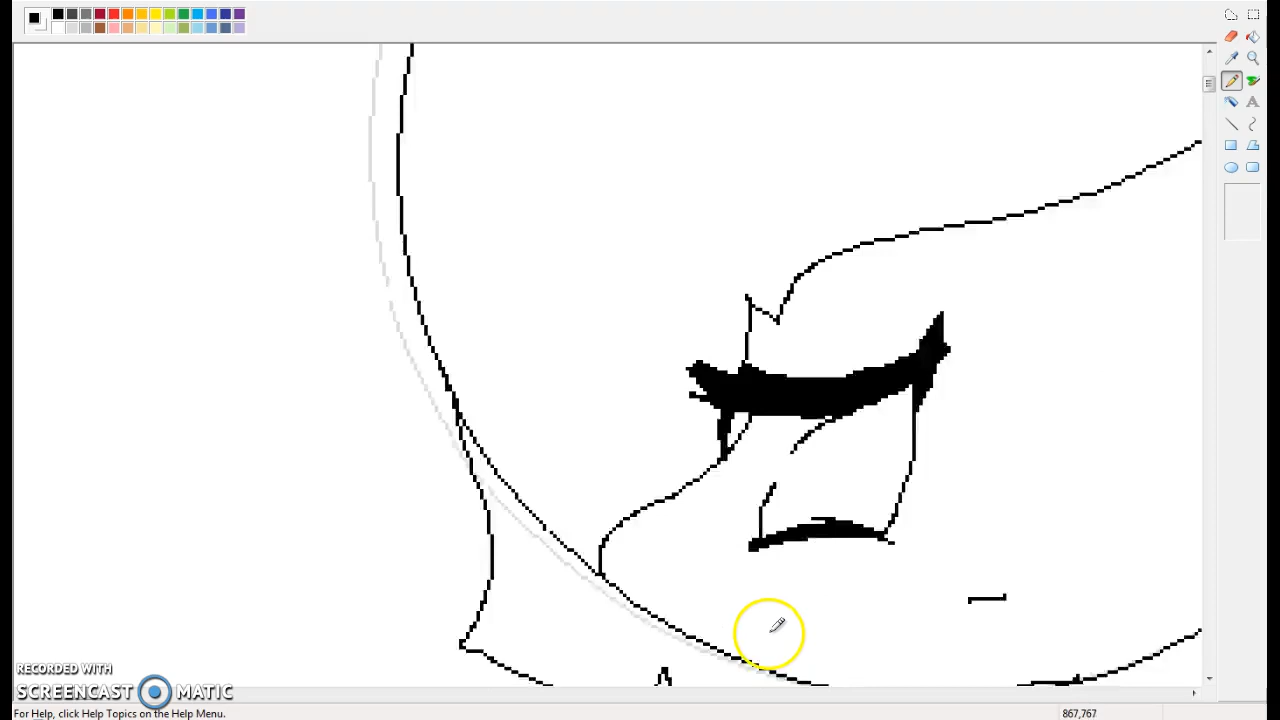 RECORDED WITH
SCREENCAST MATIC
For Help, click Help Topics on the Help Menu.
867,767